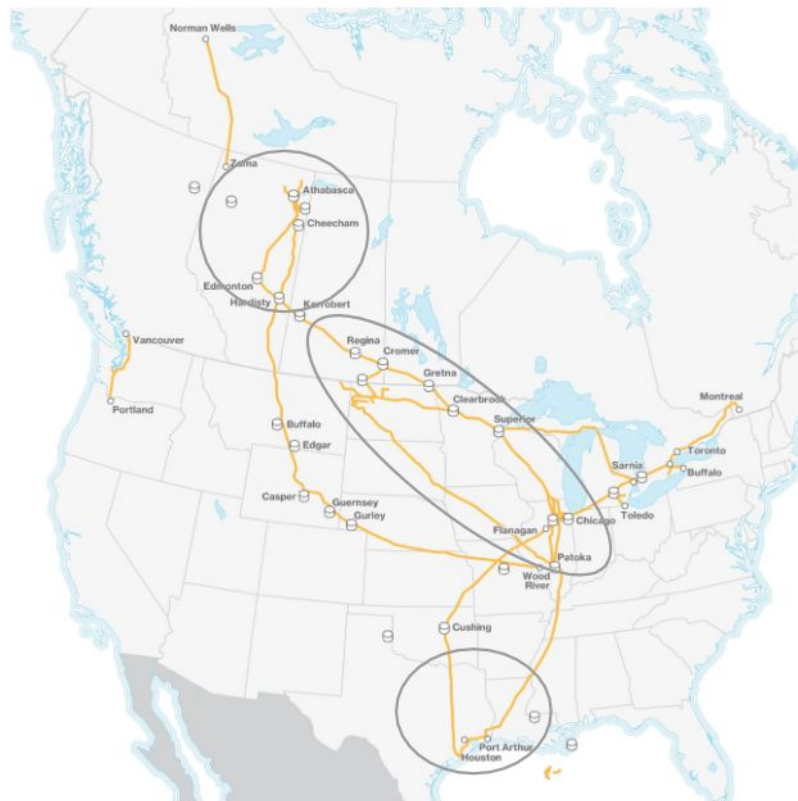 Norman Wells
Zama
Athabasca
Cheecham
Edmonton
Hardisty
Kerrobert
Regina
Cromer
Vancouver
Gretna
Clearbrook
Montreal
Portland
Superior
Buffalo
Toronto
Edgar
Sarnia
Buffalo
Casper
Guernsey
Toledo
Gurley
Flanagan
Chicago
Patoka
Wood
River
Cushing
Port Arthur
Houston